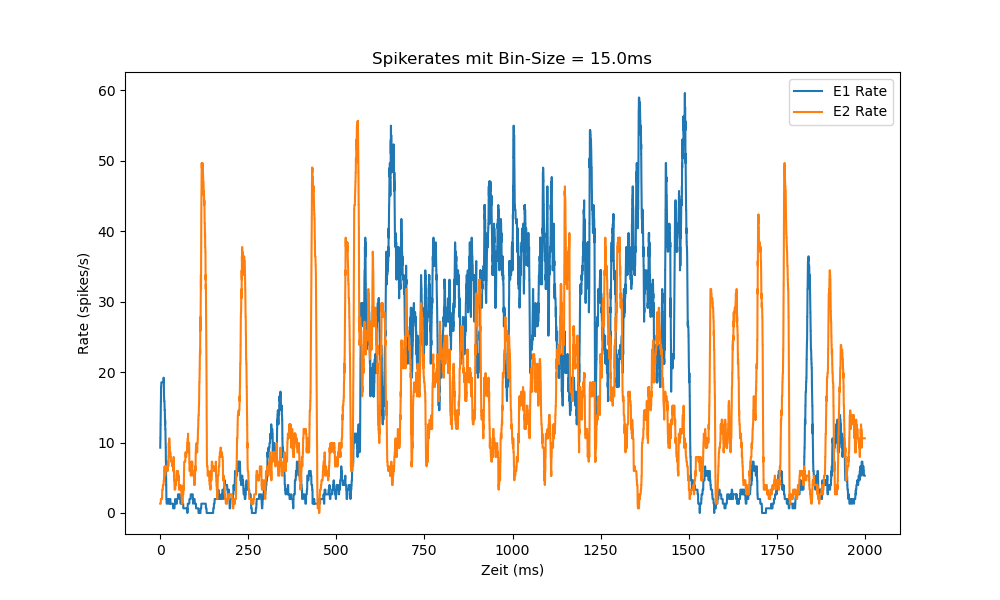 Spikerates mit Bin-Size = 15.0ms
E1 Rate
E2 Rate
60
50
40
30
20
10
0
Rate (spikes/s)
0 250 500 750 1000 1250 1500 1750 2000
Zeit (ms)